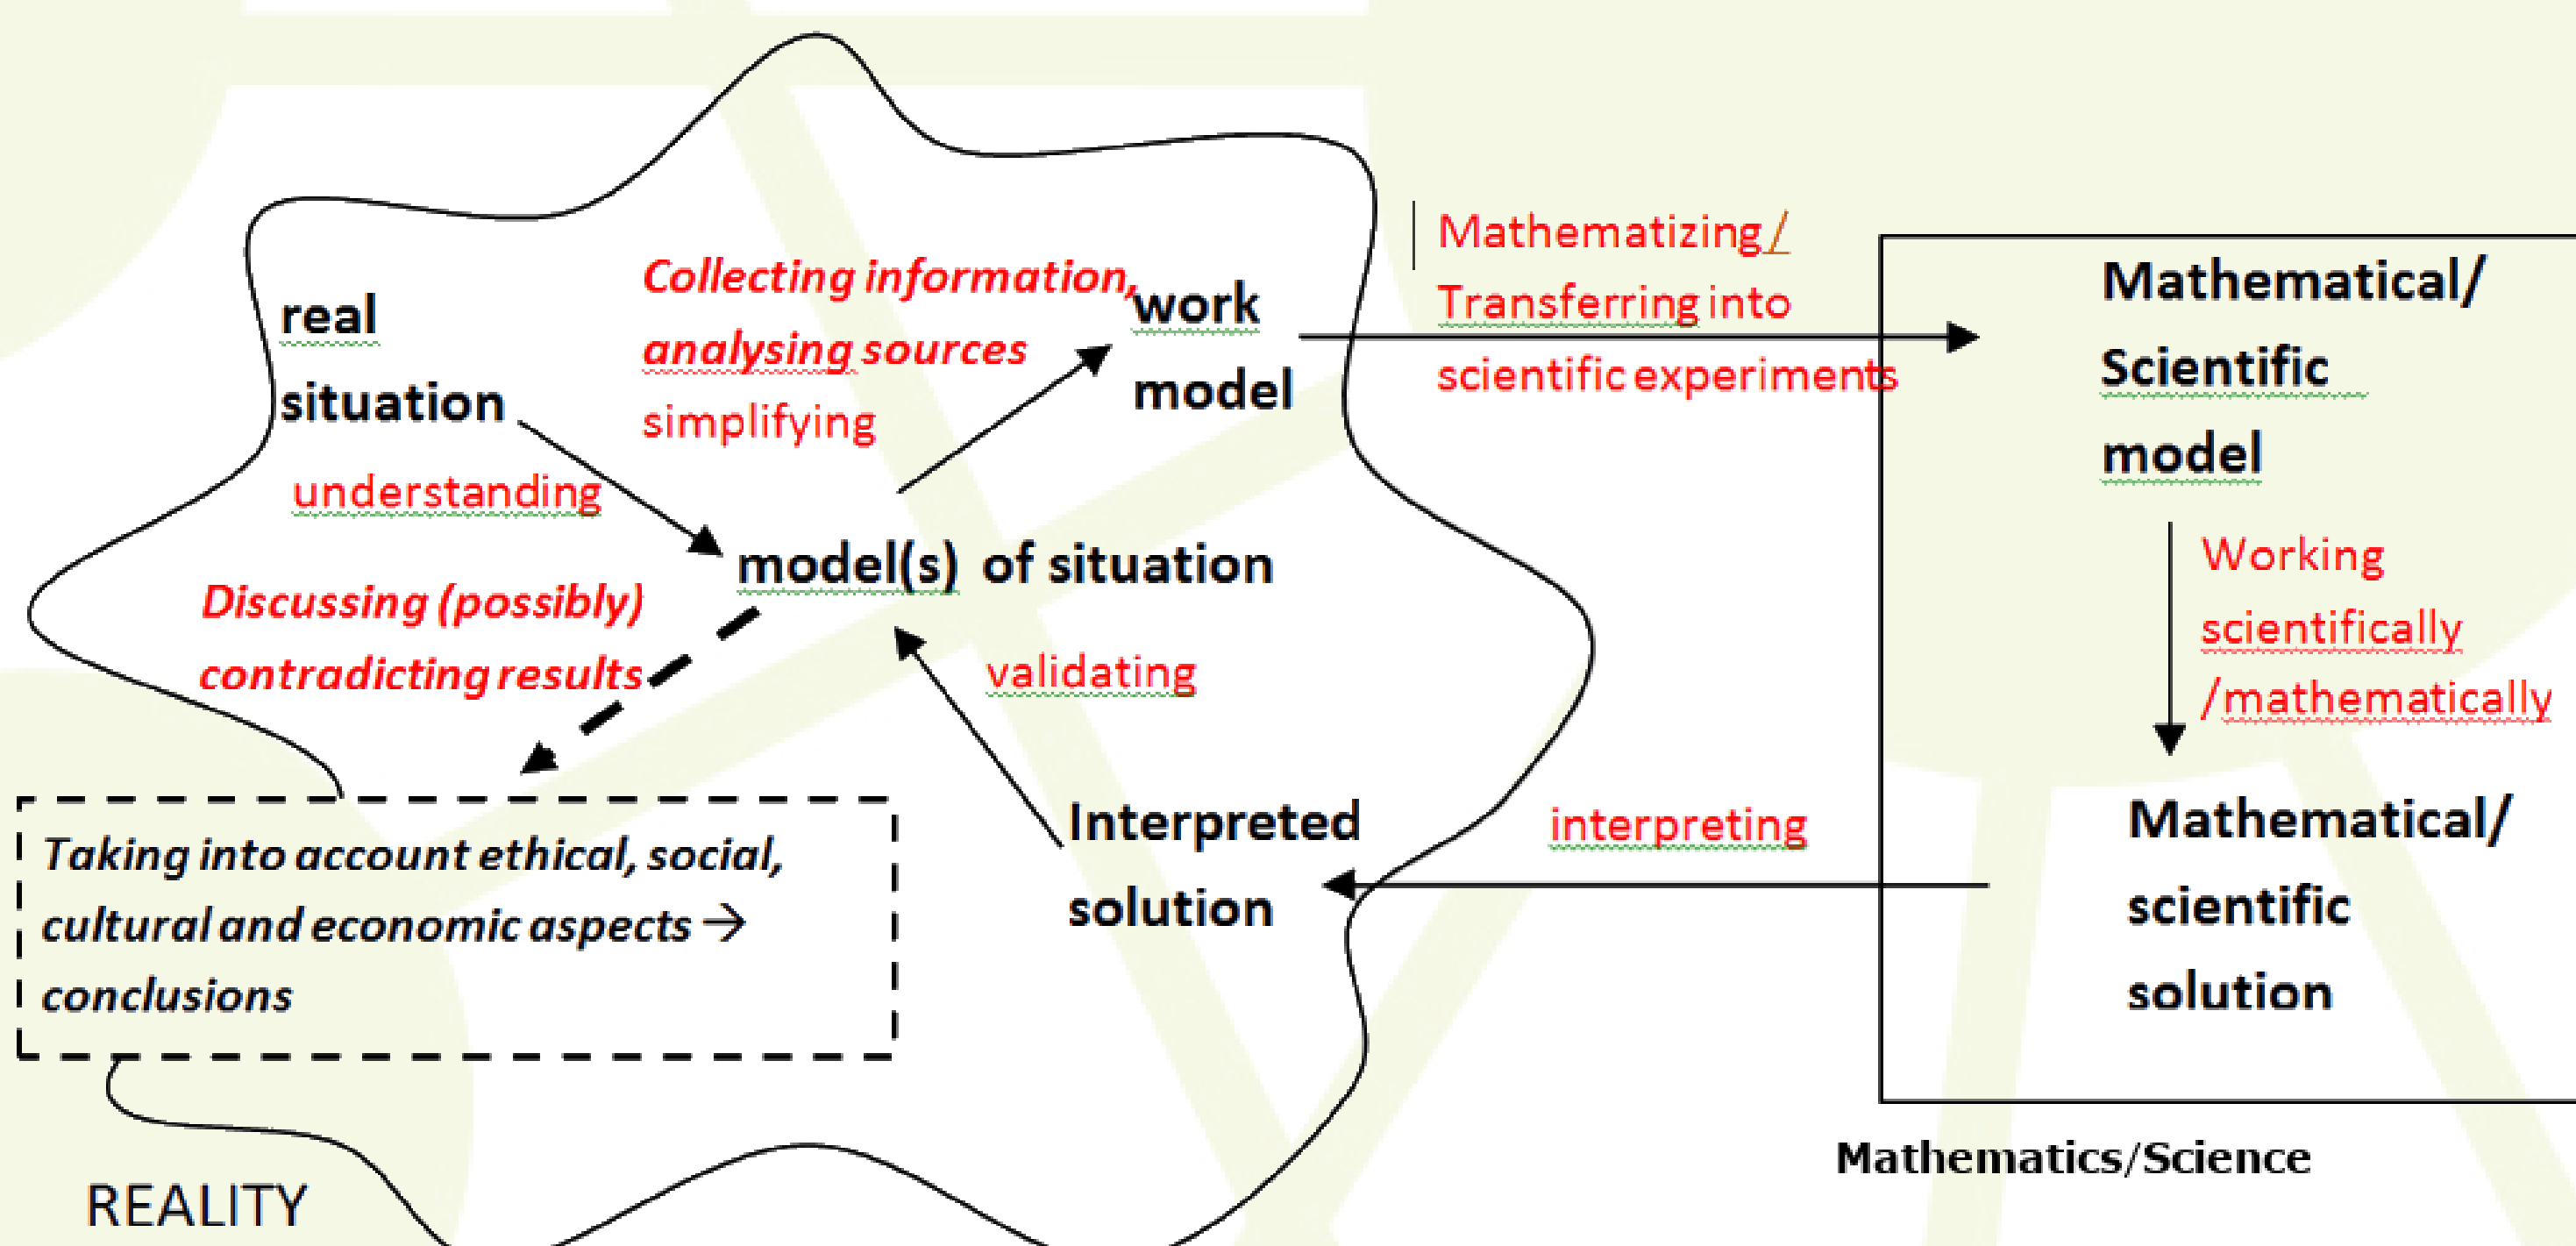 real
situation
understanding
Collecting information,
analysing sources
simplifying
work
model
Mathematizing/
Transferring into
scientific experiments
Mathematical/
Scientific
model
model(s) of situation
Discussing (possibly)
contradicting results
validating
Working
scientifically
/mathematically
Taking into account ethical, social,
cultural and economic aspects →
conclusions
Interpreted
solution
interpreting
Mathematical/
scientific
solution
Mathematics/Science
REALITY